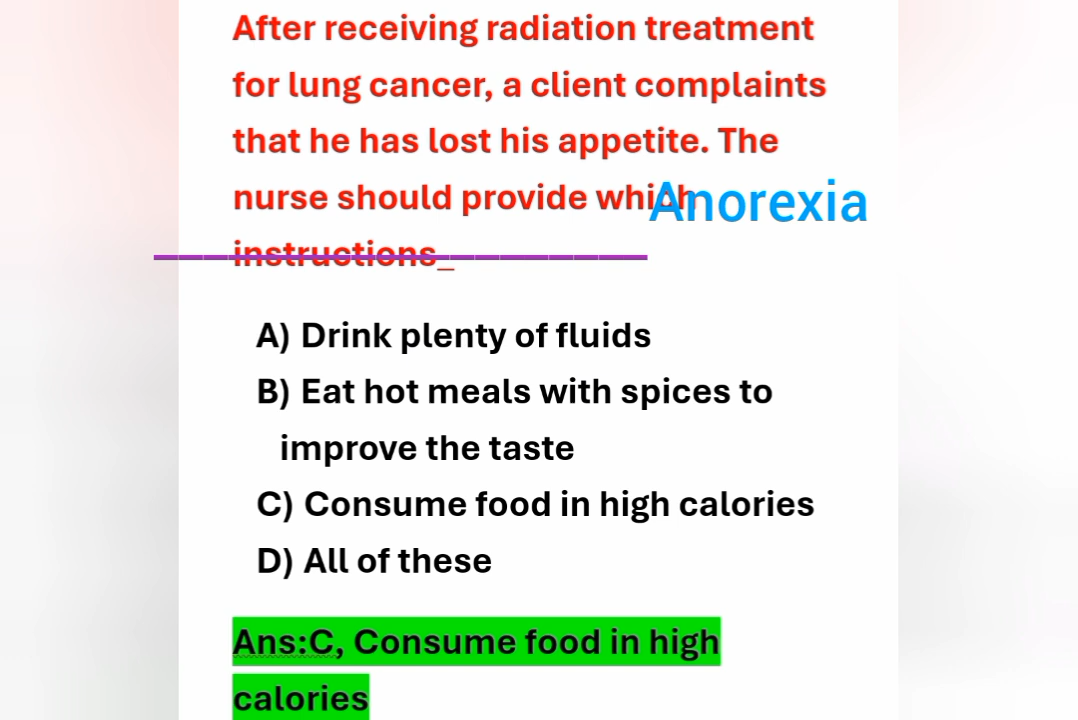 After receiving radiation treatment
for lung cancer, a client complaints
that he has lost his appetite. The
nurse should provide which
Anorexia
instructions_
A) Drink plenty of fluids
B) Eat hot meals with spices to
improve the taste
C) Consume food in high calories
D) All of these
Ans:C, Consume food in high
calories